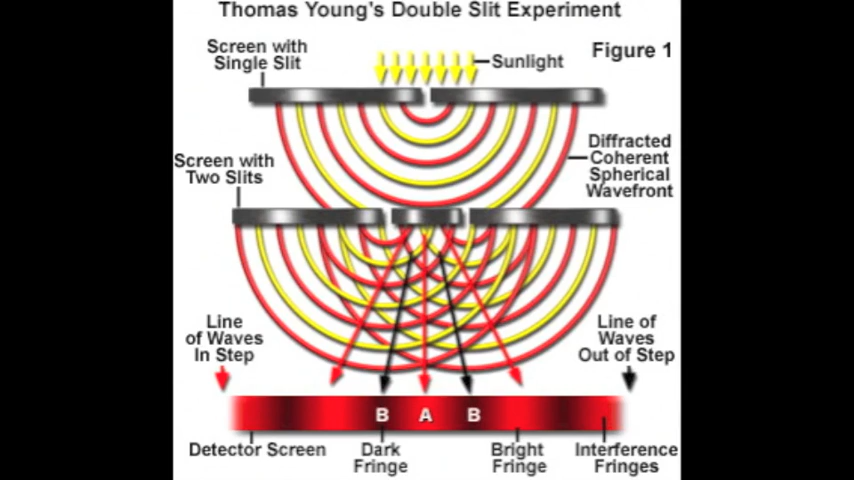 Thomas Young's Double Slit Experiment
Screen with
Single Slit
Sunlight
Figure 1
Diffracted
Coherent
Spherical
Wavefront
Screen with
Two Slits
Line
of Waves
In Step
Line of
Waves
Out of Step
B A B
Detector Screen
Dark
Fringe
Bright
Fringe
Interference
Fringes